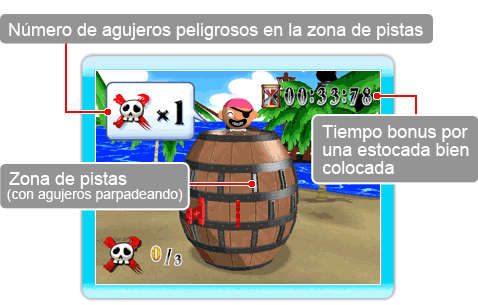 Número de agujeros peligrosos en la zona de pistas
×1
00:33:78
Tiempo bonus por
una estocada bien
colocada
Zona de pistas
(con agujeros parpadeando)
0/3